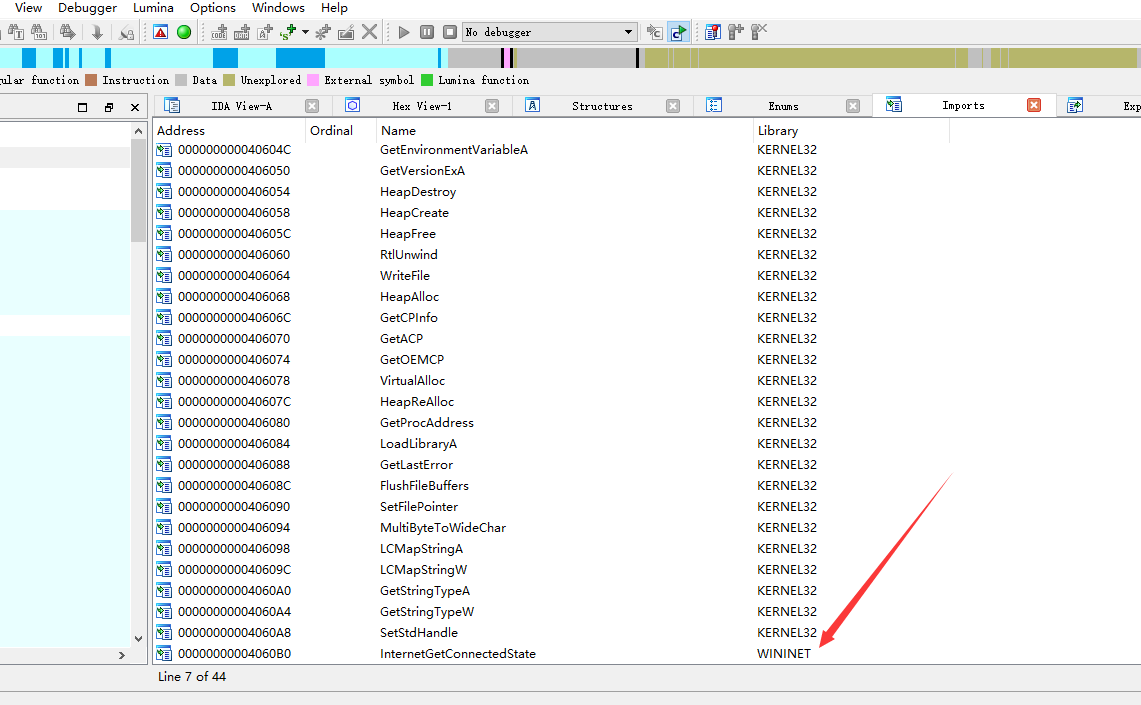 View Debugger Lumina Options Windows Help
No debugger
gular function Instruction Data Unexplored External symbol Lumina function
IDA View-A Hex View-1 Structures Enums Imports Exp
Address Ordinal Name Library
000000000040604C GetEnvironmentVariableA KERNEL32
0000000000406050 GetVersionExA KERNEL32
0000000000406054 HeapDestroy KERNEL32
0000000000406058 HeapCreate KERNEL32
000000000040605C HeapFree KERNEL32
0000000000406060 RtlUnwind KERNEL32
0000000000406064 WriteFile KERNEL32
0000000000406068 HeapAlloc KERNEL32
000000000040606C GetCPInfo KERNEL32
0000000000406070 GetACP KERNEL32
0000000000406074 GetOEMCP KERNEL32
0000000000406078 VirtualAlloc KERNEL32
000000000040607C HeapReAlloc KERNEL32
0000000000406080 GetProcAddress KERNEL32
0000000000406084 LoadLibraryA KERNEL32
0000000000406088 GetLastError KERNEL32
000000000040608C FlushFileBuffers KERNEL32
0000000000406090 SetFilePointer KERNEL32
0000000000406094 MultiByteToWideChar KERNEL32
0000000000406098 LCMapStringA KERNEL32
000000000040609C LCMapStringW KERNEL32
00000000004060A0 GetStringTypeA KERNEL32
00000000004060A4 GetStringTypeW KERNEL32
00000000004060A8 SetStdHandle KERNEL32
00000000004060B0 InternetGetConnectedState WININET
Line 7 of 44